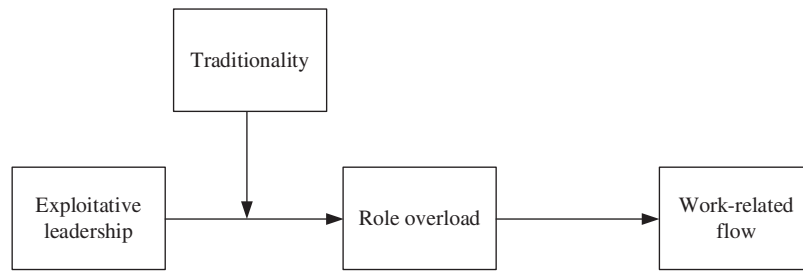 Traditionality
Exploitative
leadership
Role overload
Work-related
flow